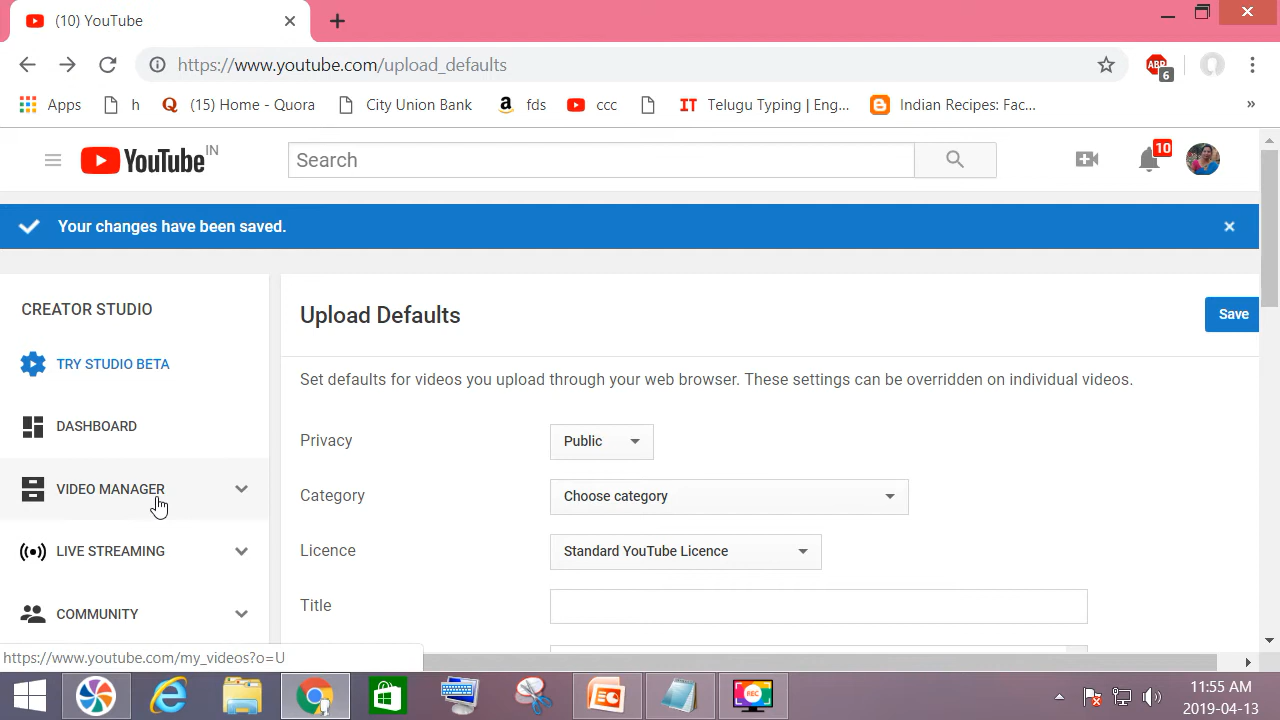 (10) YouTube
https://www.youtube.com/upload_defaults
ABP
6
Apps
h
(15) Home - Quora
City Union Bank
fds
ccc
IT Telugu Typing | Eng...
Indian Recipes: Fac...
»
YouTube IN
Search
10
Your changes have been saved.
CREATOR STUDIO
TRY STUDIO BETA
DASHBOARD
VIDEO MANAGER
LIVE STREAMING
COMMUNITY
Upload Defaults
Save
Set defaults for videos you upload through your web browser. These settings can be overridden on individual videos.
Privacy
Public
Category
Choose category
Licence
Standard YouTube Licence
Title
https://www.youtube.com/my_videos?o=U
REC
11:55 AM
2019-04-13